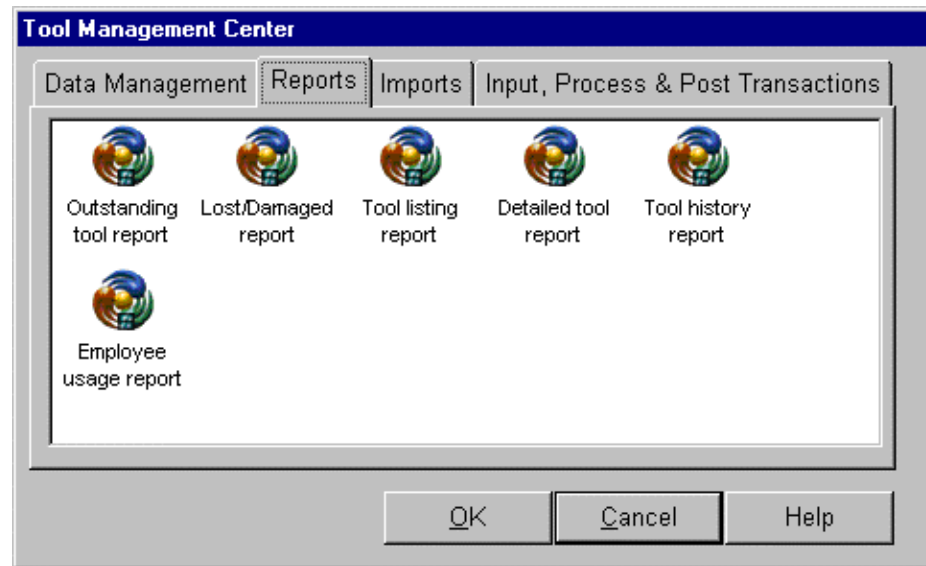 Tool Management Center
Data Management Reports Imports Input, Process & Post Transactions
Outstanding tool report
Lost/Damaged report
Tool listing report
Detailed tool report
Tool history report
Employee usage report
OK Cancel Help